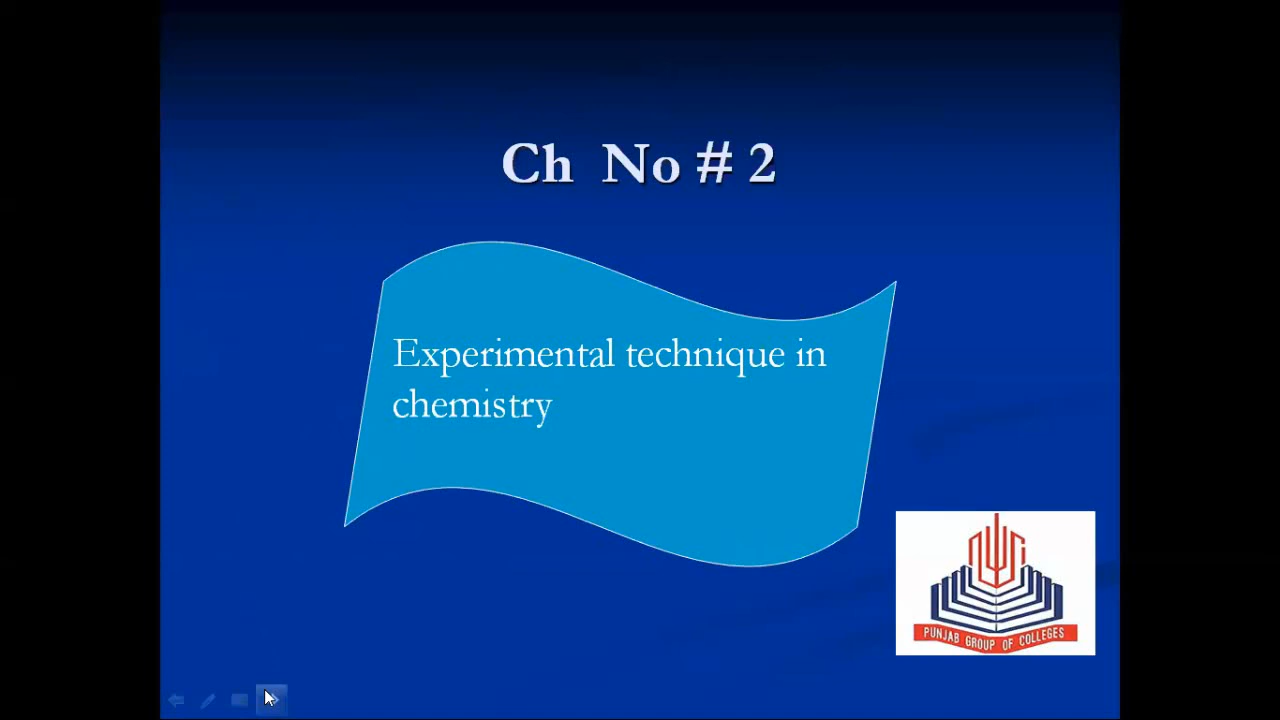 Ch No # 2
Experimental technique in
chemistry
PUNJAB GROUP OF COLLEGES